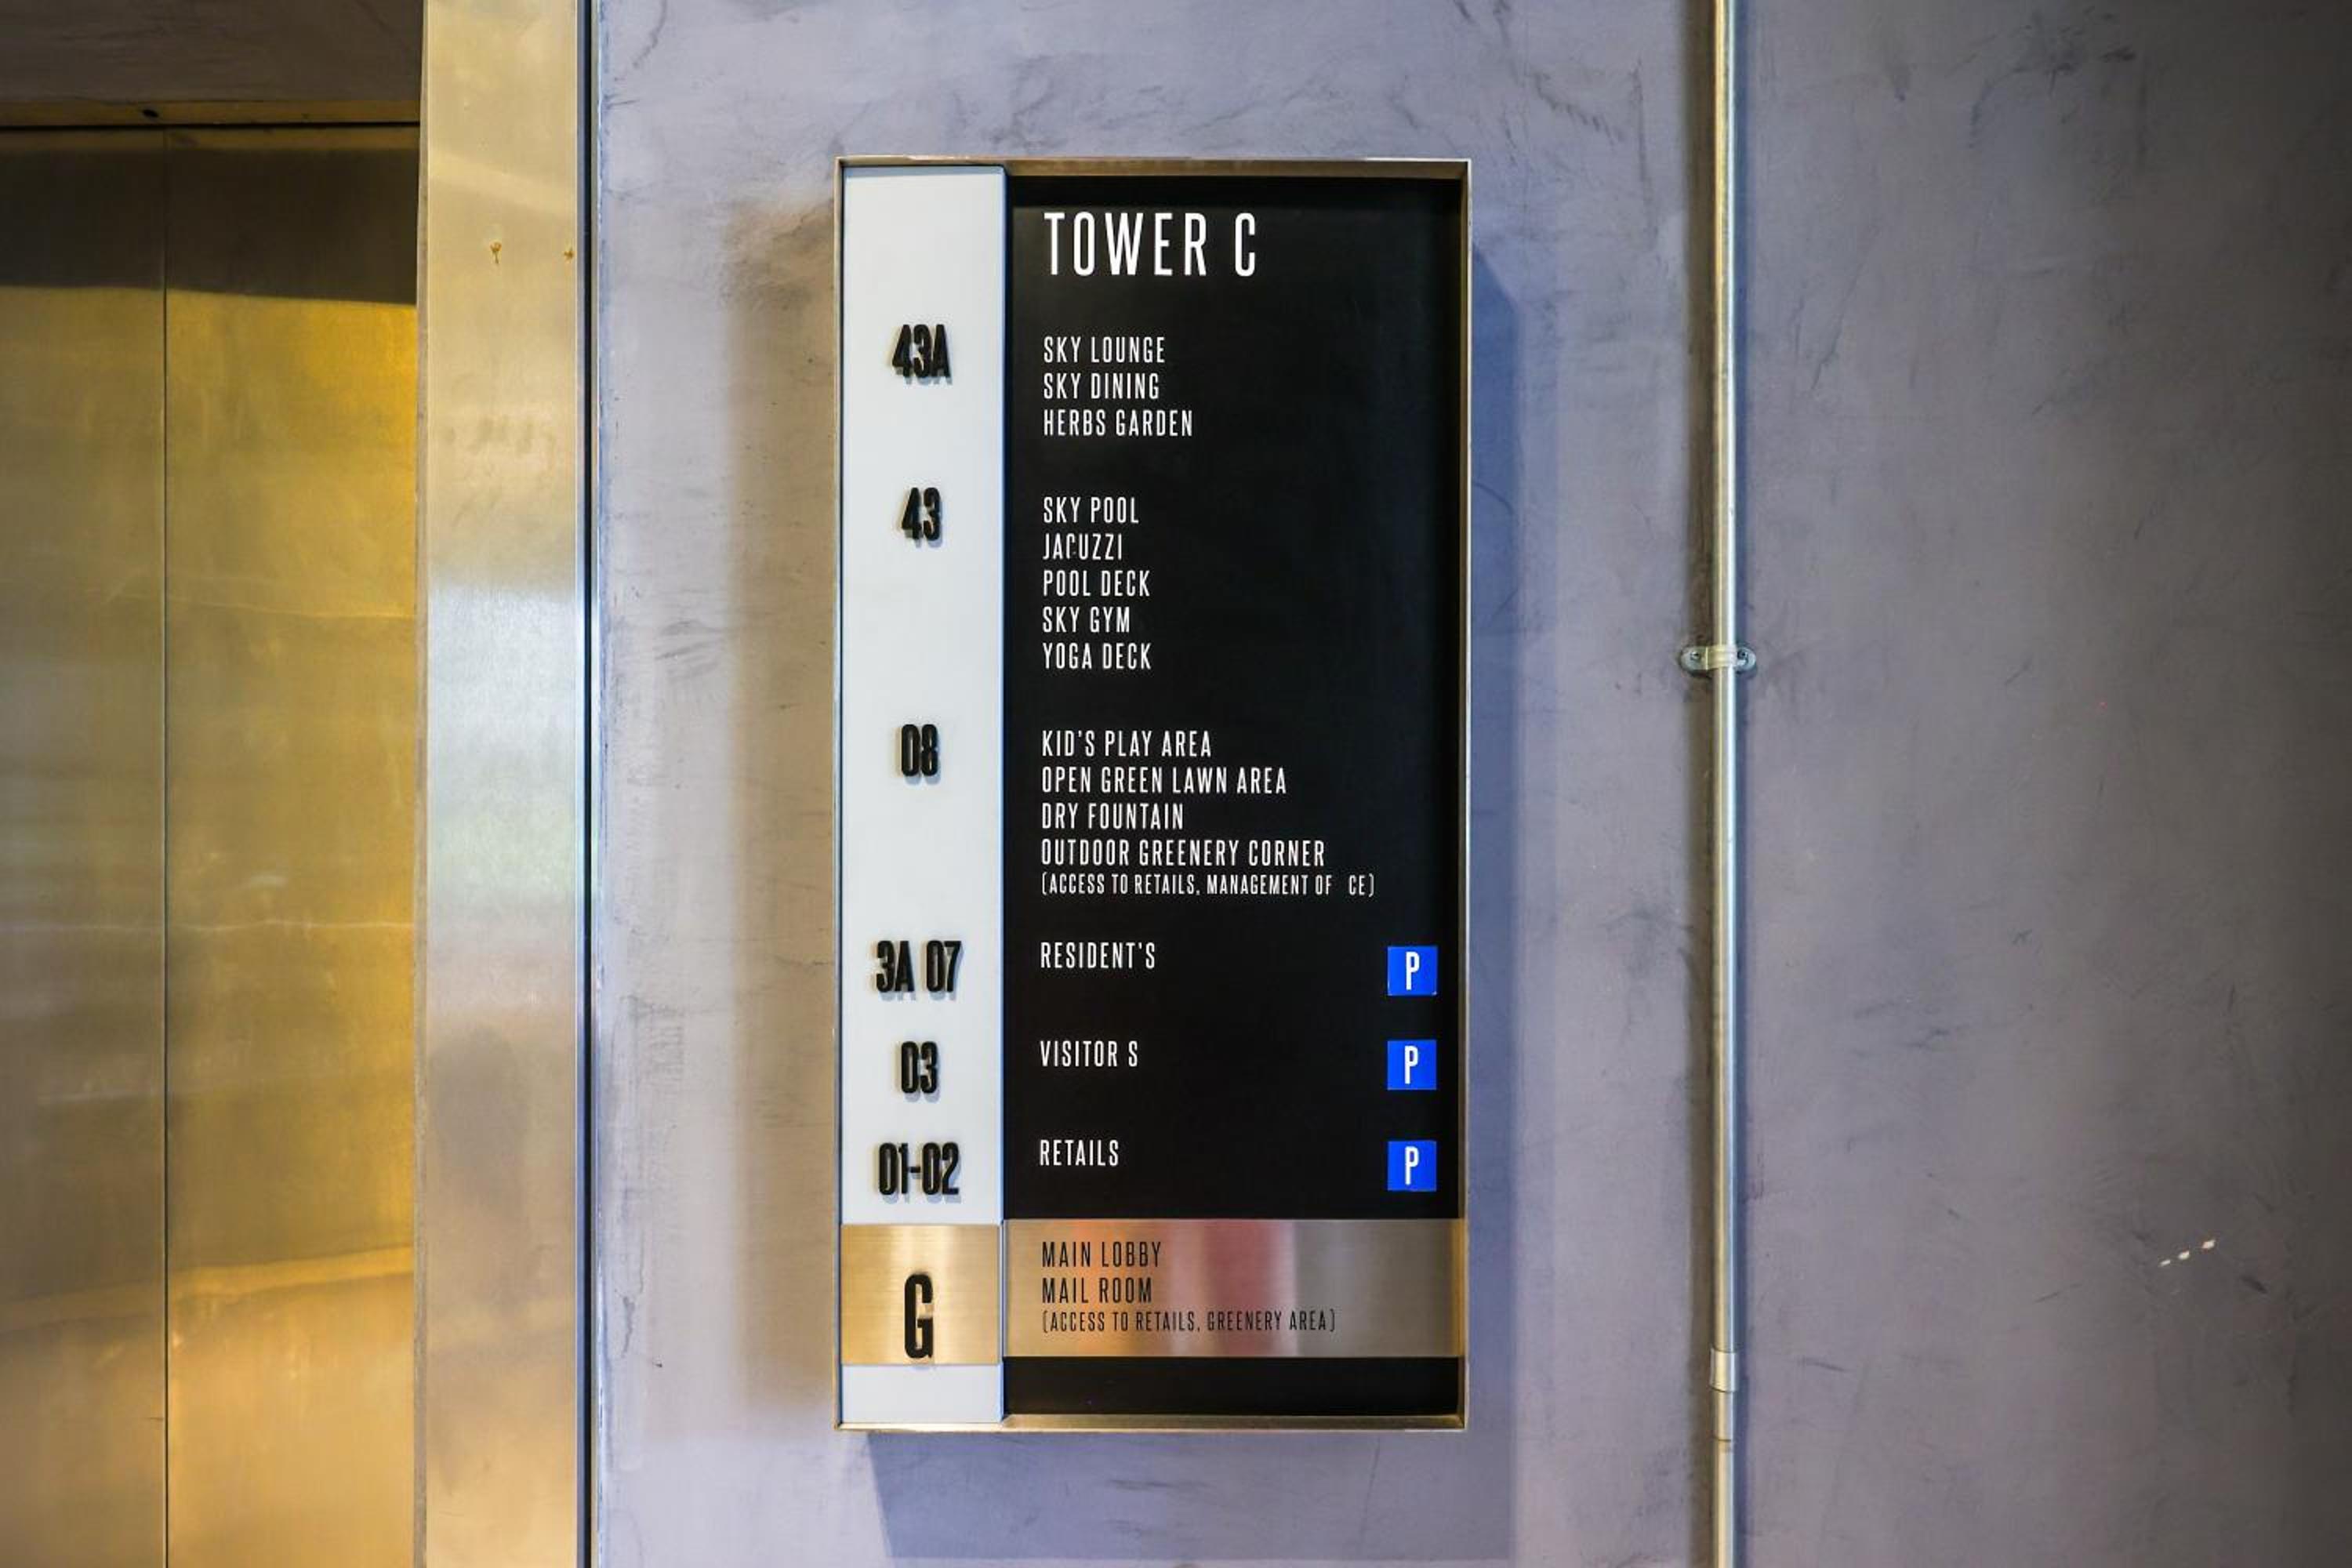 TOWER C
43A
SKY LOUNGE
SKY DINING
HERBS GARDEN
43
SKY POOL
JACUZZI
POOL DECK
SKY GYM
YOGA DECK
08
KID'S PLAY AREA
OPEN GREEN LAWN AREA
DRY FOUNTAIN
OUTDOOR GREENERY CORNER
(ACCESS TO RETAILS, MANAGEMENT OF  CE)
3A 07 RESIDENT'S P
03 VISITOR S P
01-02 RETAILS P
G
MAIN LOBBY
MAIL ROOM
(ACCESS TO RETAILS, GREENERY AREA)